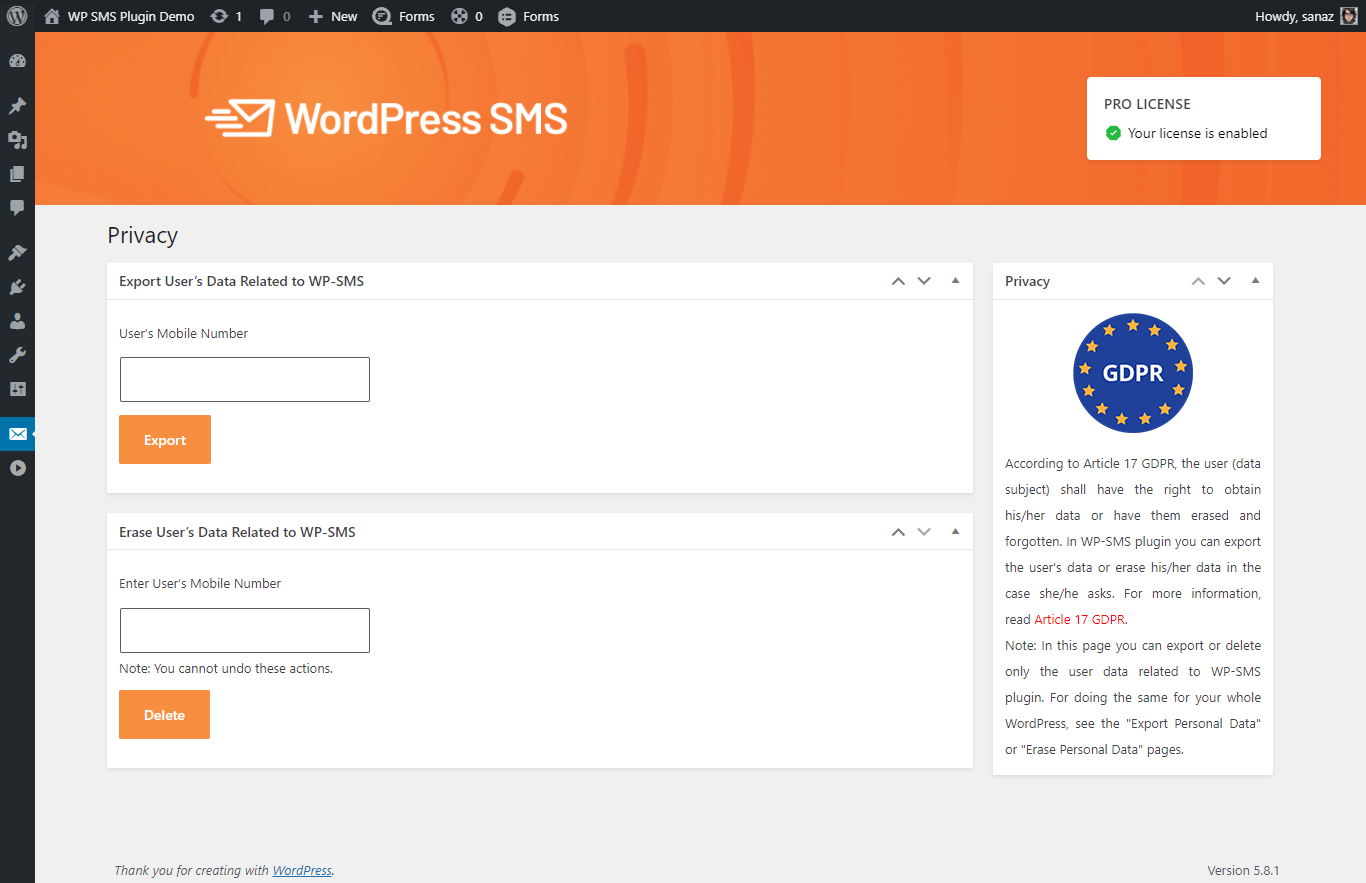 WP SMS Plugin Demo 1 0 New Forms 0 Forms Howdy, sanaz
WordPress SMS
PRO LICENSE
Your license is enabled
Privacy
Export User’s Data Related to WP-SMS
User's Mobile Number
Export
Erase User’s Data Related to WP-SMS
Enter User's Mobile Number
Note: You cannot undo these actions.
Delete
Privacy
GDPR
According to Article 17 GDPR, the user (data
subject) shall have the right to obtain
his/her data or have them erased and
forgotten. In WP-SMS plugin you can export
the user's data or erase his/her data in the
case she/he asks. For more information,
read Article 17 GDPR.
Note: In this page you can export or delete
only the user data related to WP-SMS
plugin. For doing the same for your whole
WordPress, see the "Export Personal Data"
or "Erase Personal Data" pages.
Thank you for creating with WordPress.
Version 5.8.1